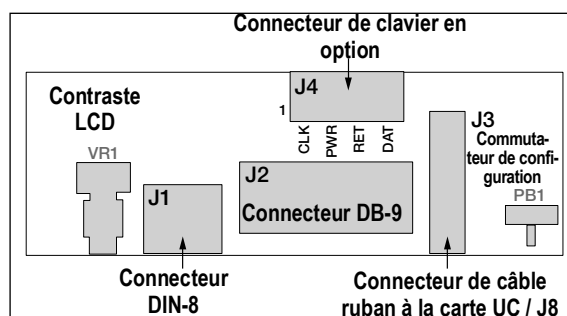 Connecteur de clavier en
option
Contraste
LCD
VR1
J4
1
CLK
PWR
RET
DAT
J3
Commuta-
teur de confi-
guration
PB1
J1
J2
Connecteur DB-9
Connecteur
DIN-8
Connecteur de câble
ruban à la carte UC / J8